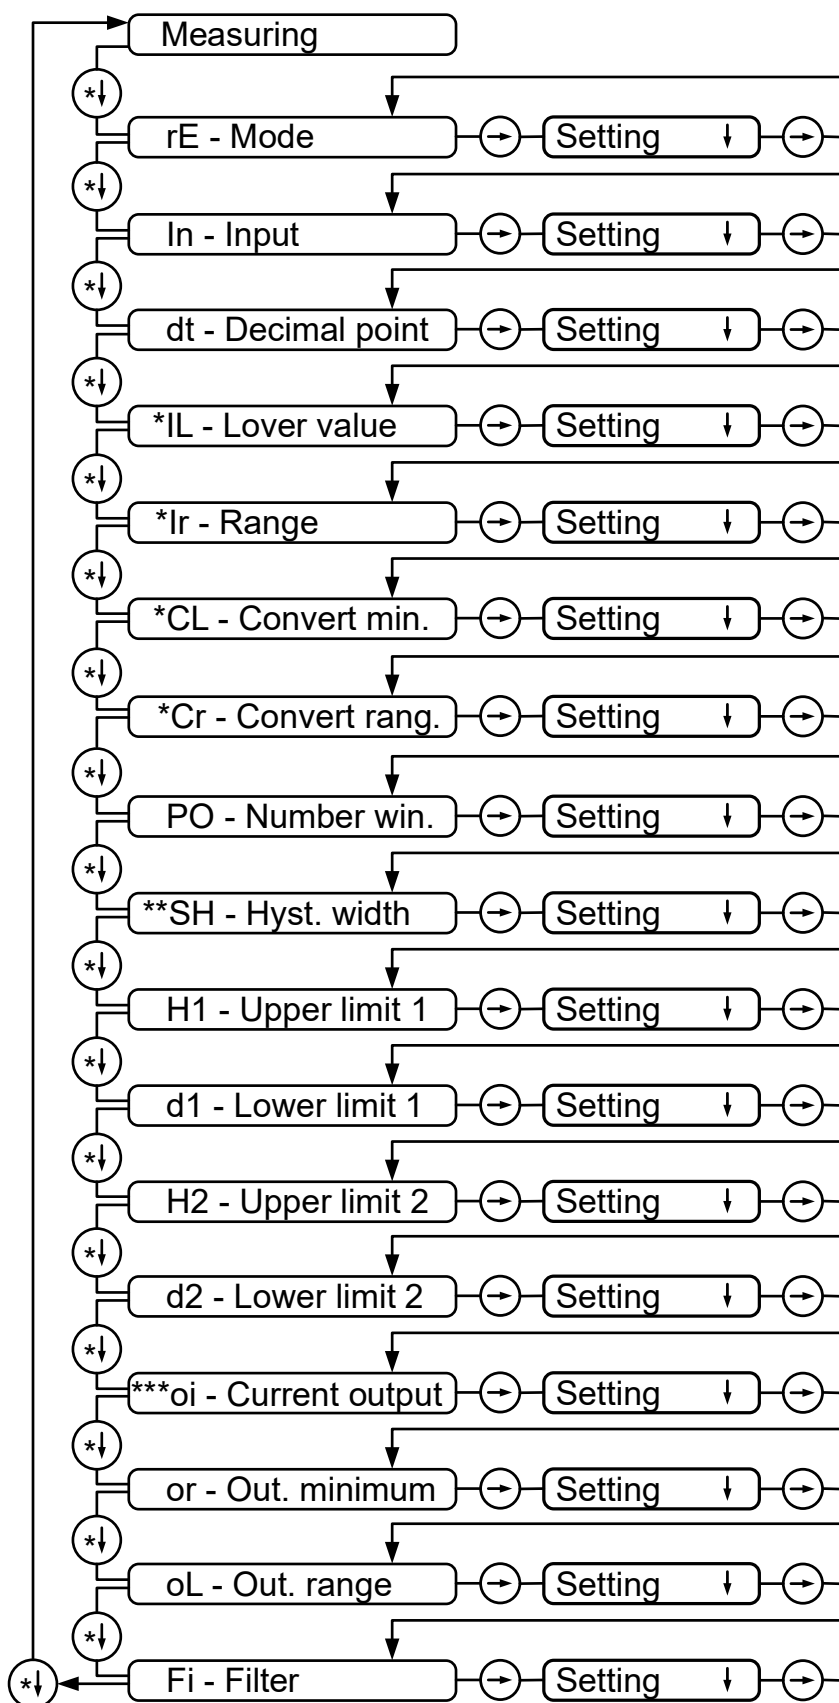 Measuring
*↓
rE - Mode → Setting ↓ →
*↓
In - Input → Setting ↓ →
*↓
dt - Decimal point → Setting ↓ →
*↓
*IL - Lover value → Setting ↓ →
*↓
*Ir - Range → Setting ↓ →
*↓
*CL - Convert min. → Setting ↓ →
*↓
*Cr - Convert rang. → Setting ↓ →
*↓
PO - Number win. → Setting ↓ →
*↓
**SH - Hyst. width → Setting ↓ →
*↓
H1 - Upper limit 1 → Setting ↓ →
*↓
d1 - Lower limit 1 → Setting ↓ →
*↓
H2 - Upper limit 2 → Setting ↓ →
*↓
d2 - Lower limit 2 → Setting ↓ →
*↓
***oi - Current output → Setting ↓ →
*↓
or - Out. minimum → Setting ↓ →
*↓
oL - Out. range → Setting ↓ →
*↓
Fi - Filter → Setting ↓ →
*↓